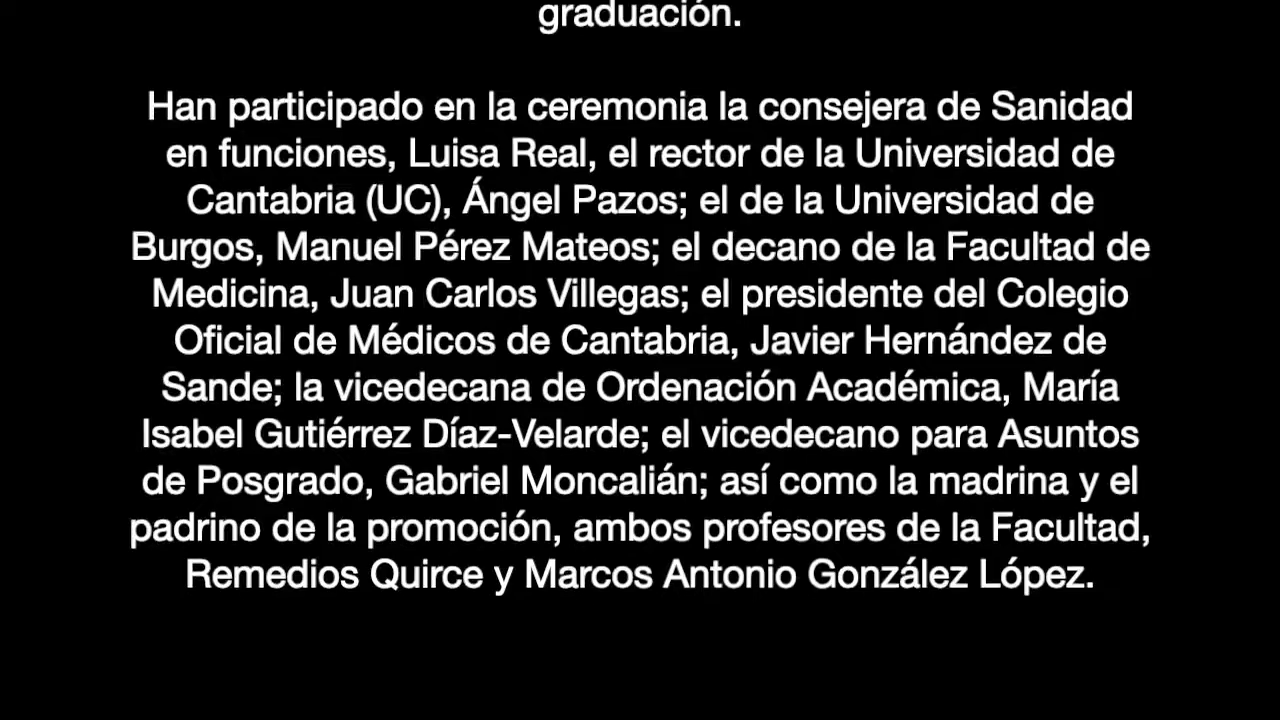 graduación.
Han participado en la ceremonia la consejera de Sanidad
en funciones, Luisa Real, el rector de la Universidad de
Cantabria (UC), Ángel Pazos; el de la Universidad de
Burgos, Manuel Pérez Mateos; el decano de la Facultad de
Medicina, Juan Carlos Villegas; el presidente del Colegio
Oficial de Médicos de Cantabria, Javier Hernández de
Sande; la vicedecana de Ordenación Académica, María
Isabel Gutiérrez Díaz-Velarde; el vicedecano para Asuntos
de Posgrado, Gabriel Moncalián; así como la madrina y el
padrino de la promoción, ambos profesores de la Facultad,
Remedios Quirce y Marcos Antonio González López.